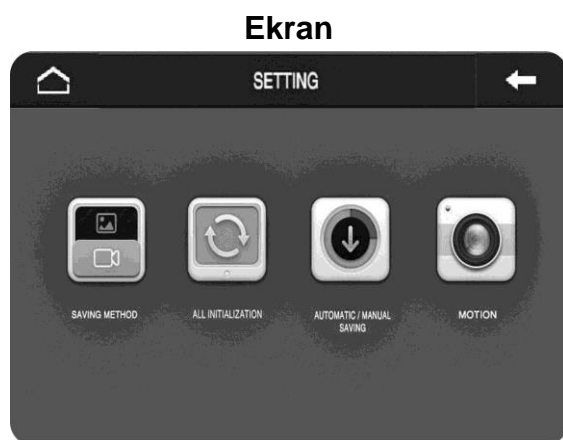 Ekran
SETTING
SAVING METHOD
ALL INITIALIZATION
AUTOMATIC / MANUAL
SAVING
MOTION